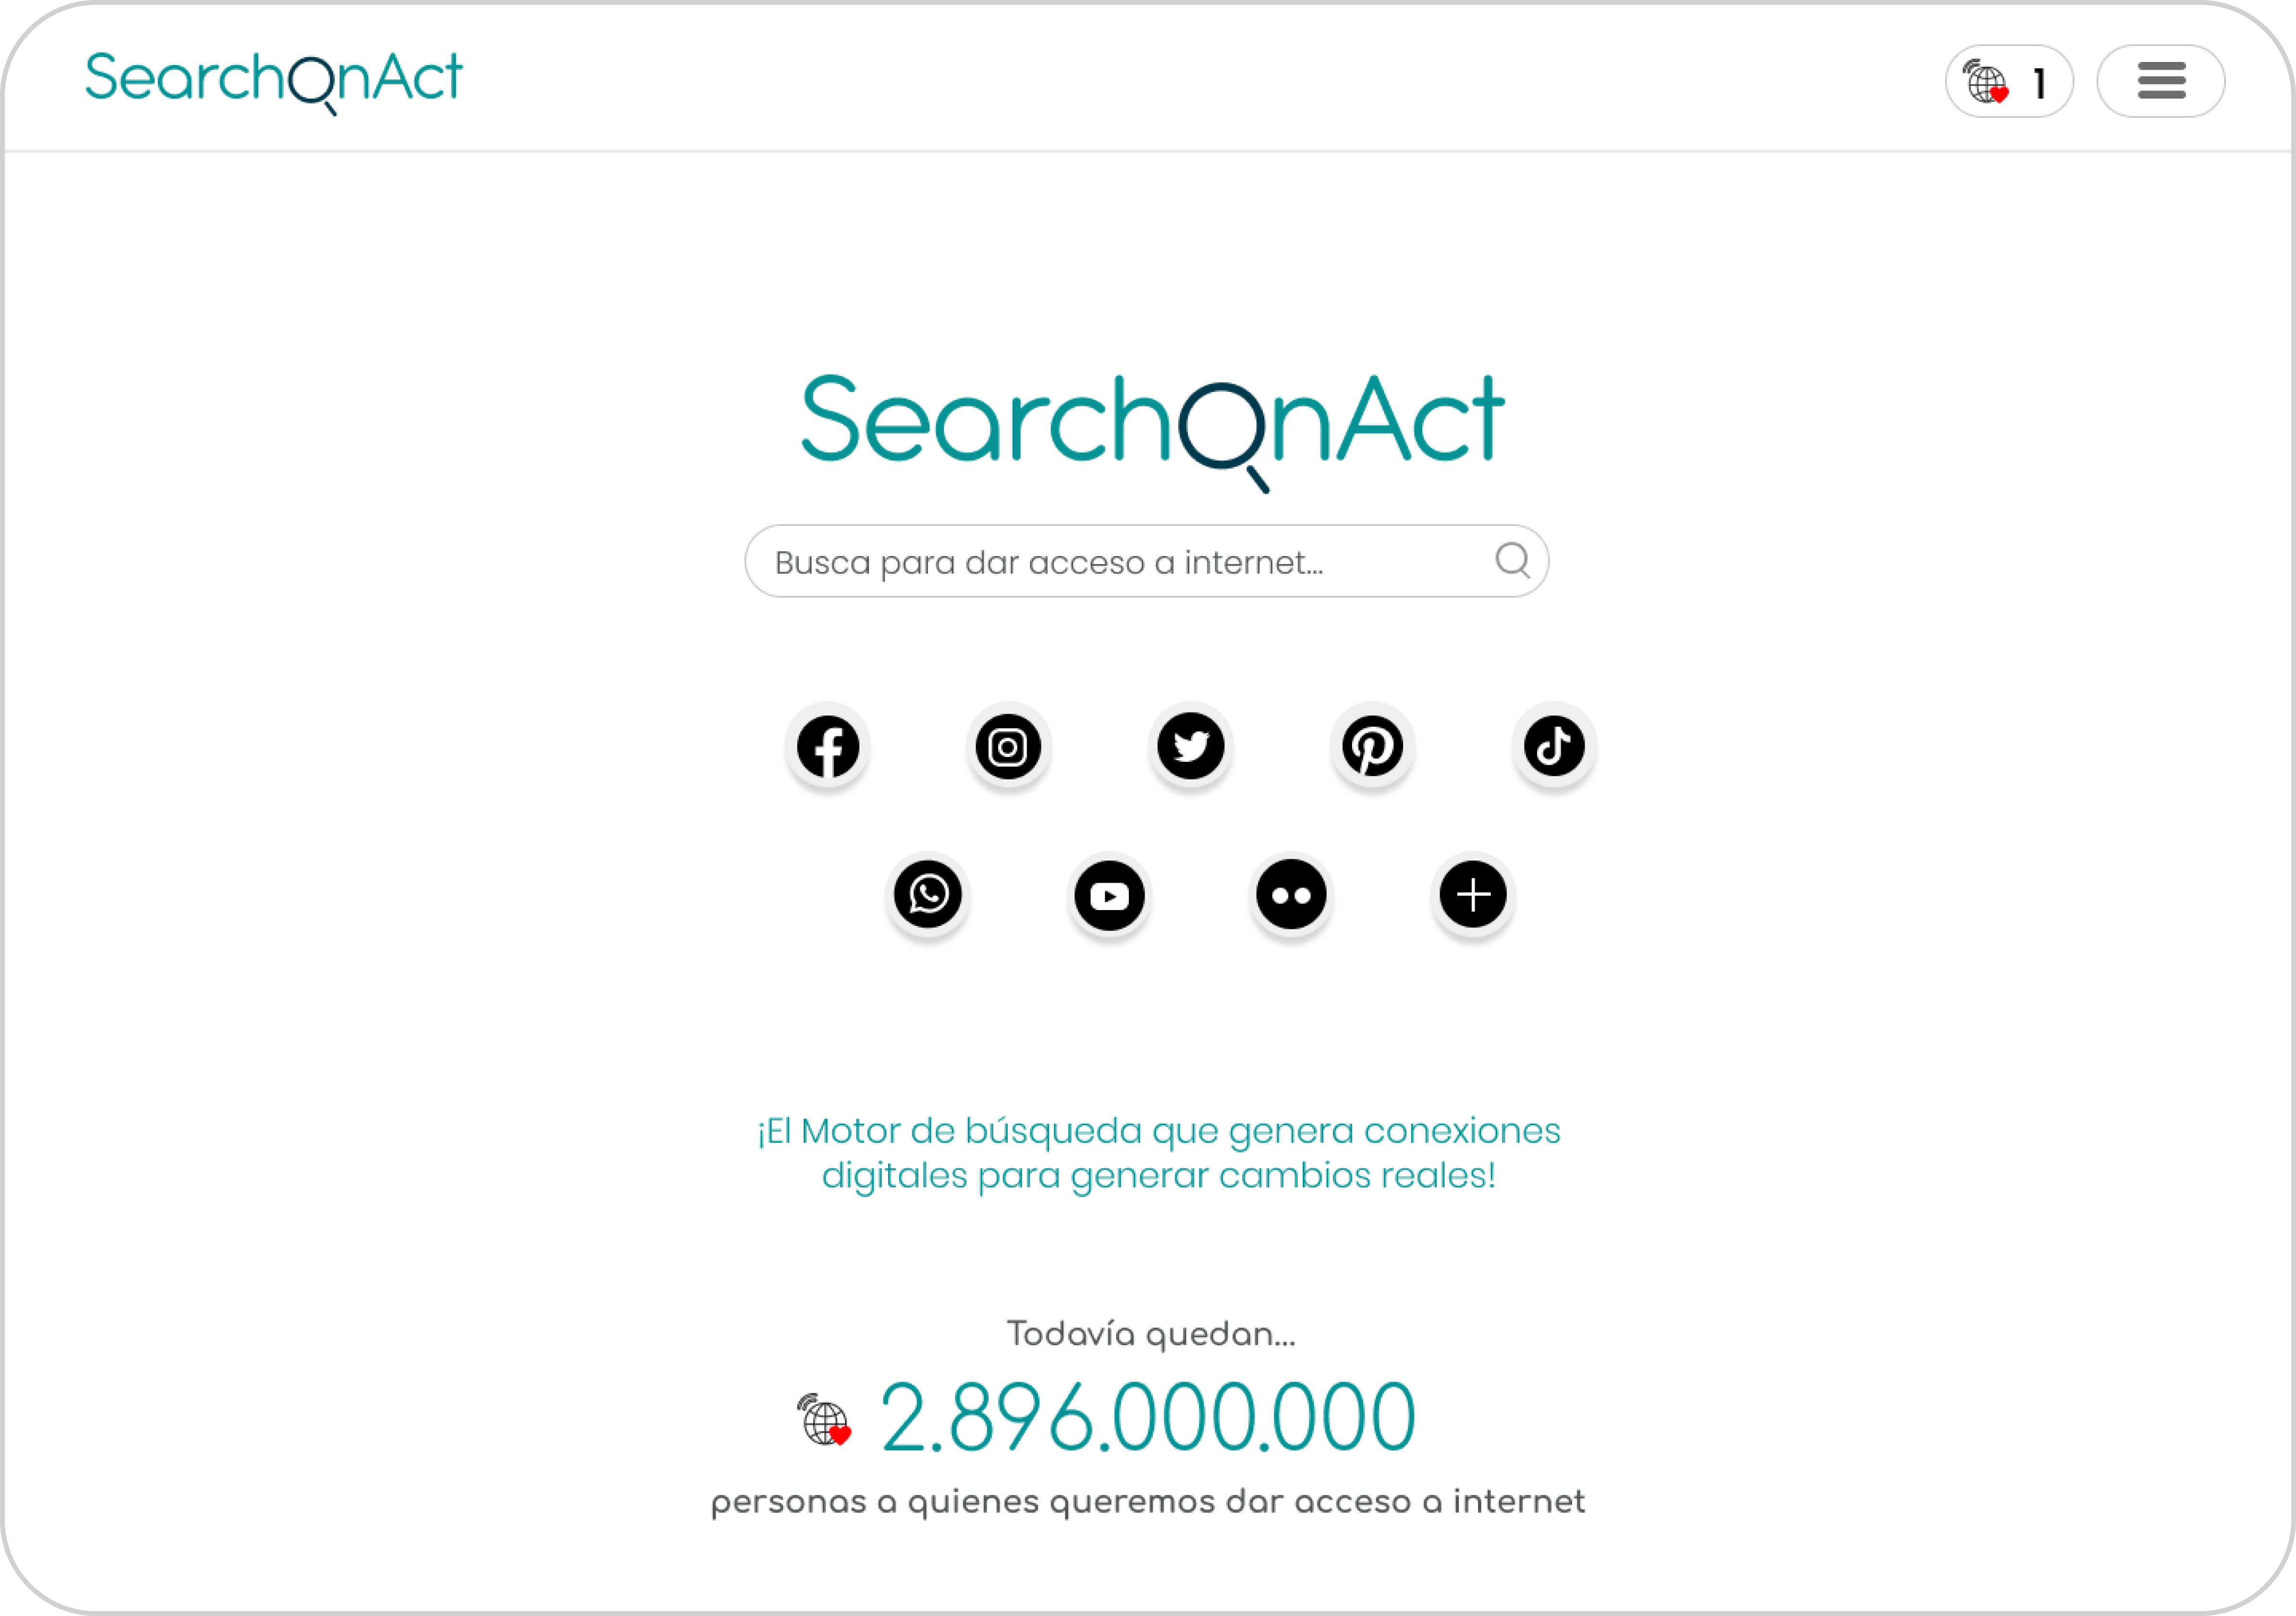 SearchOnAct
1
SearchOnAct
Busca para dar acceso a internet...
¡El Motor de búsqueda que genera conexiones
digitales para generar cambios reales!
Todavía quedan...
2.896.000.000
personas a quienes queremos dar acceso a internet